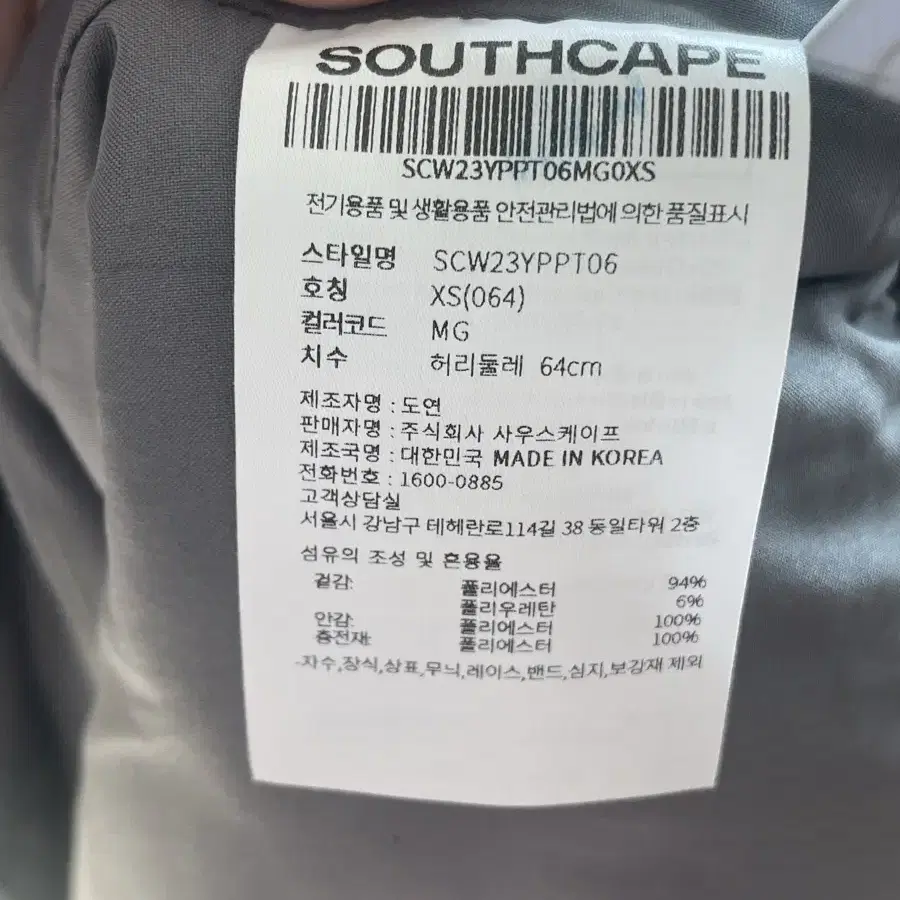 SOUTHCAPE
SCW23YPPT06MG0XS
전기용품 및 생활용품 안전관리법에 의한 품질표시
스타일명 SCW23YPPT06
호칭 XS(064)
컬러코드 MG
치수 허리둘레 64cm
제조자명 : 도연
판매자명 : 주식회사 사우스케이프
제조국명 : 대한민국 MADE IN KOREA
전화번호 : 1600-0885
고객상담실
서울시 강남구 테헤란로114길 38 동일타워 2층
섬유의 조성 및 혼용율
겉감: 폴리에스터 94%
폴리우레탄 6%
안감: 폴리에스터 100%
충전재: 폴리에스터 100%
-자수,장식,상표,무늬,레이스,밴드,심지,보강재 제외